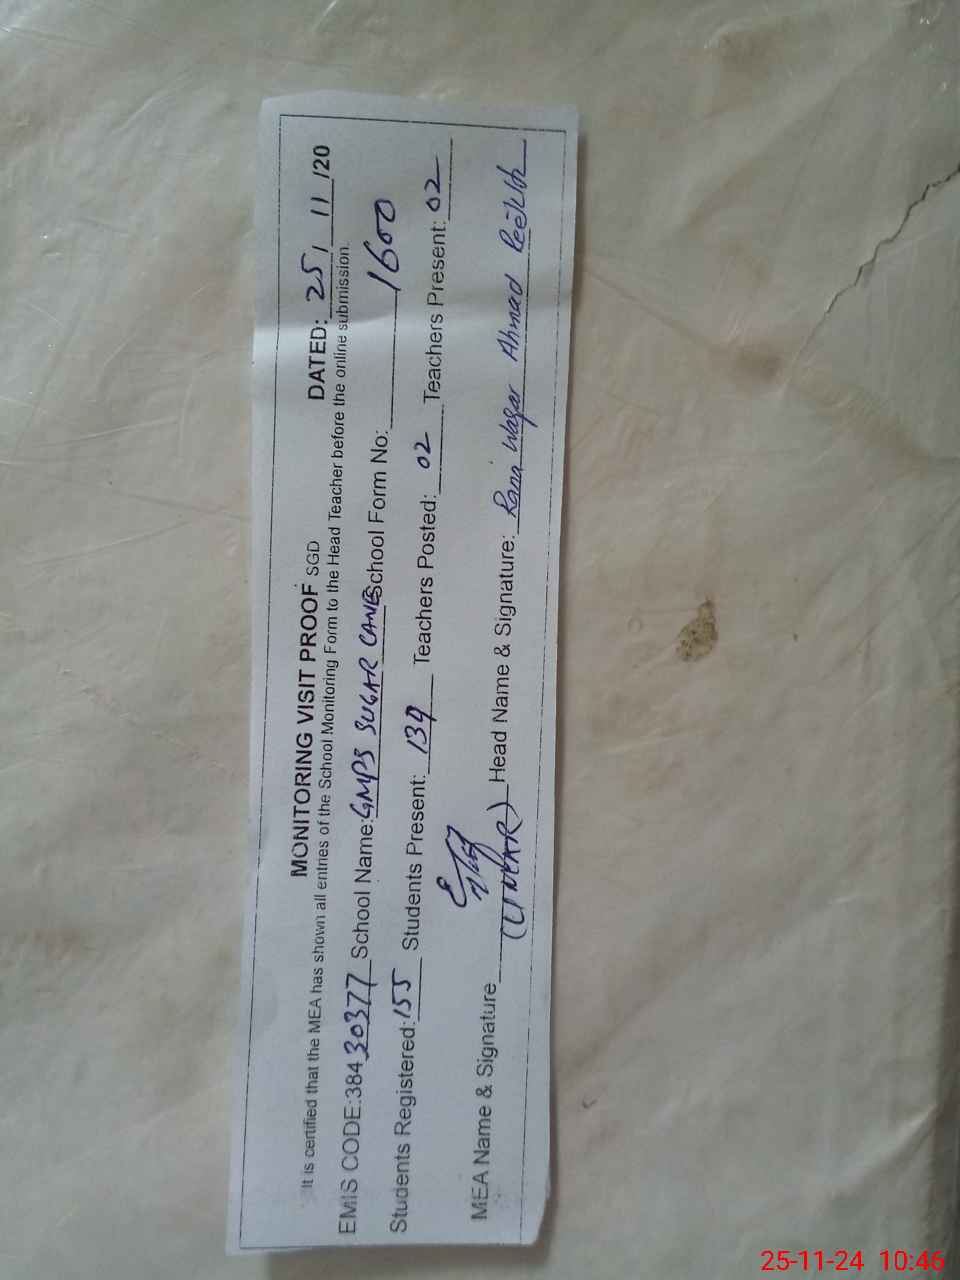 MONITORING VISIT PROOF SGD DATED: 25/ 11 /20
It is certified that the MEA has shown all entries of the School Monitoring Form to the Head Teacher before the online submission.
EMIS CODE:38430377 School Name: GMPS SUGAR CANE School Form No: 1600
Students Registered: 155 Students Present: 139 Teachers Posted: 02 Teachers Present: 02
MEA Name & Signature Head Name & Signature: Rana Waqar Ahmad
25-11-24 10:46